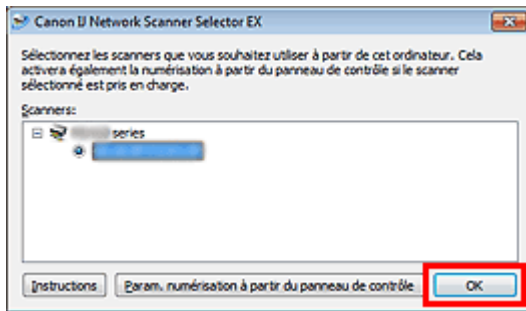 Canon IJ Network Scanner Selector EX
Sélectionnez les scanners que vous souhaitez utiliser à partir de cet ordinateur. Cela
activera également la numérisation à partir du panneau de contrôle si le scanner
sélectionné est pris en charge.
Scanners:
series
Instructions
Param. numérisation à partir du panneau de contrôle
OK